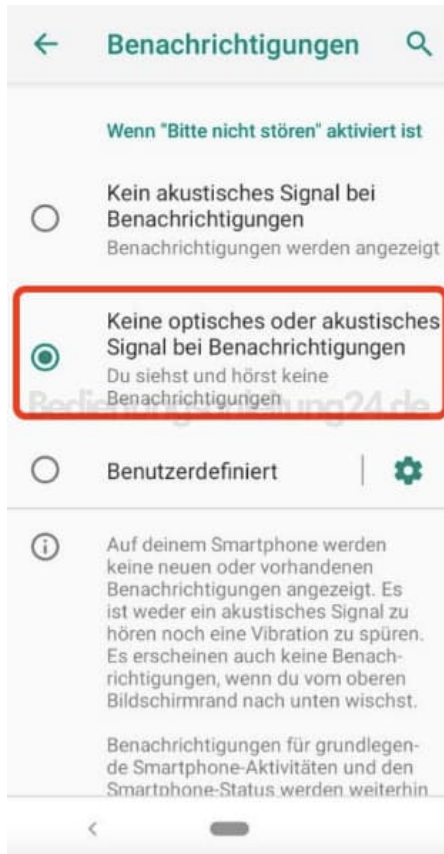 Benachrichtigungen
Wenn "Bitte nicht stören" aktiviert ist
Kein akustisches Signal bei
Benachrichtigungen
Benachrichtigungen werden angezeigt
Keine optisches oder akustisches
Signal bei Benachrichtigungen
Du siehst und hörst keine
Benachrichtigungen
Bedienungsanleitung24.de
Benutzerdefiniert
Auf deinem Smartphone werden
keine neuen oder vorhandenen
Benachrichtigungen angezeigt. Es
ist weder ein akustisches Signal zu
hören noch eine Vibration zu spüren.
Es erscheinen auch keine Benach-
richtigungen, wenn du vom oberen
Bildschirmrand nach unten wischst.
Benachrichtigungen für grundlegen-
de Smartphone-Aktivitäten und den
Smartphone-Status werden weiterhin